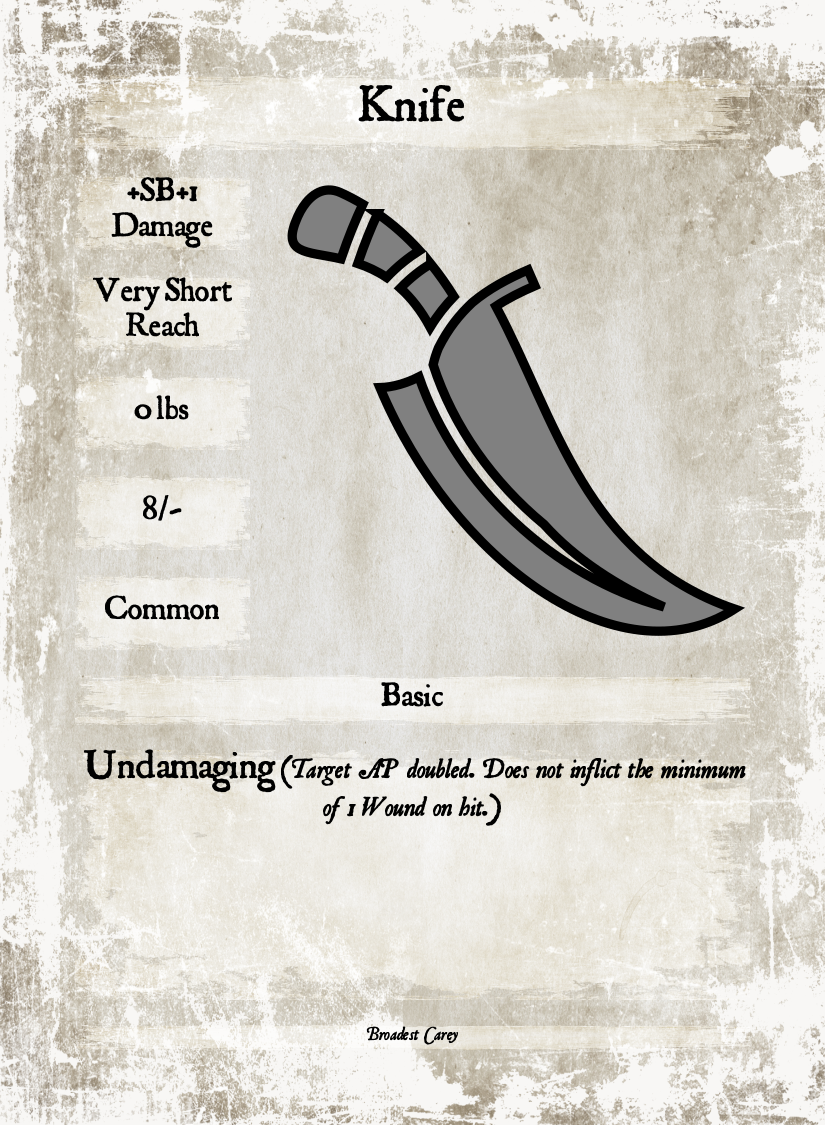 Knife
+SB+1
Damage
Very Short
Reach
0 lbs
8/-
Common
Basic
Undamaging (Target AP doubled. Does not inflict the minimum
of 1 Wound on hit.)
Broadest Carey